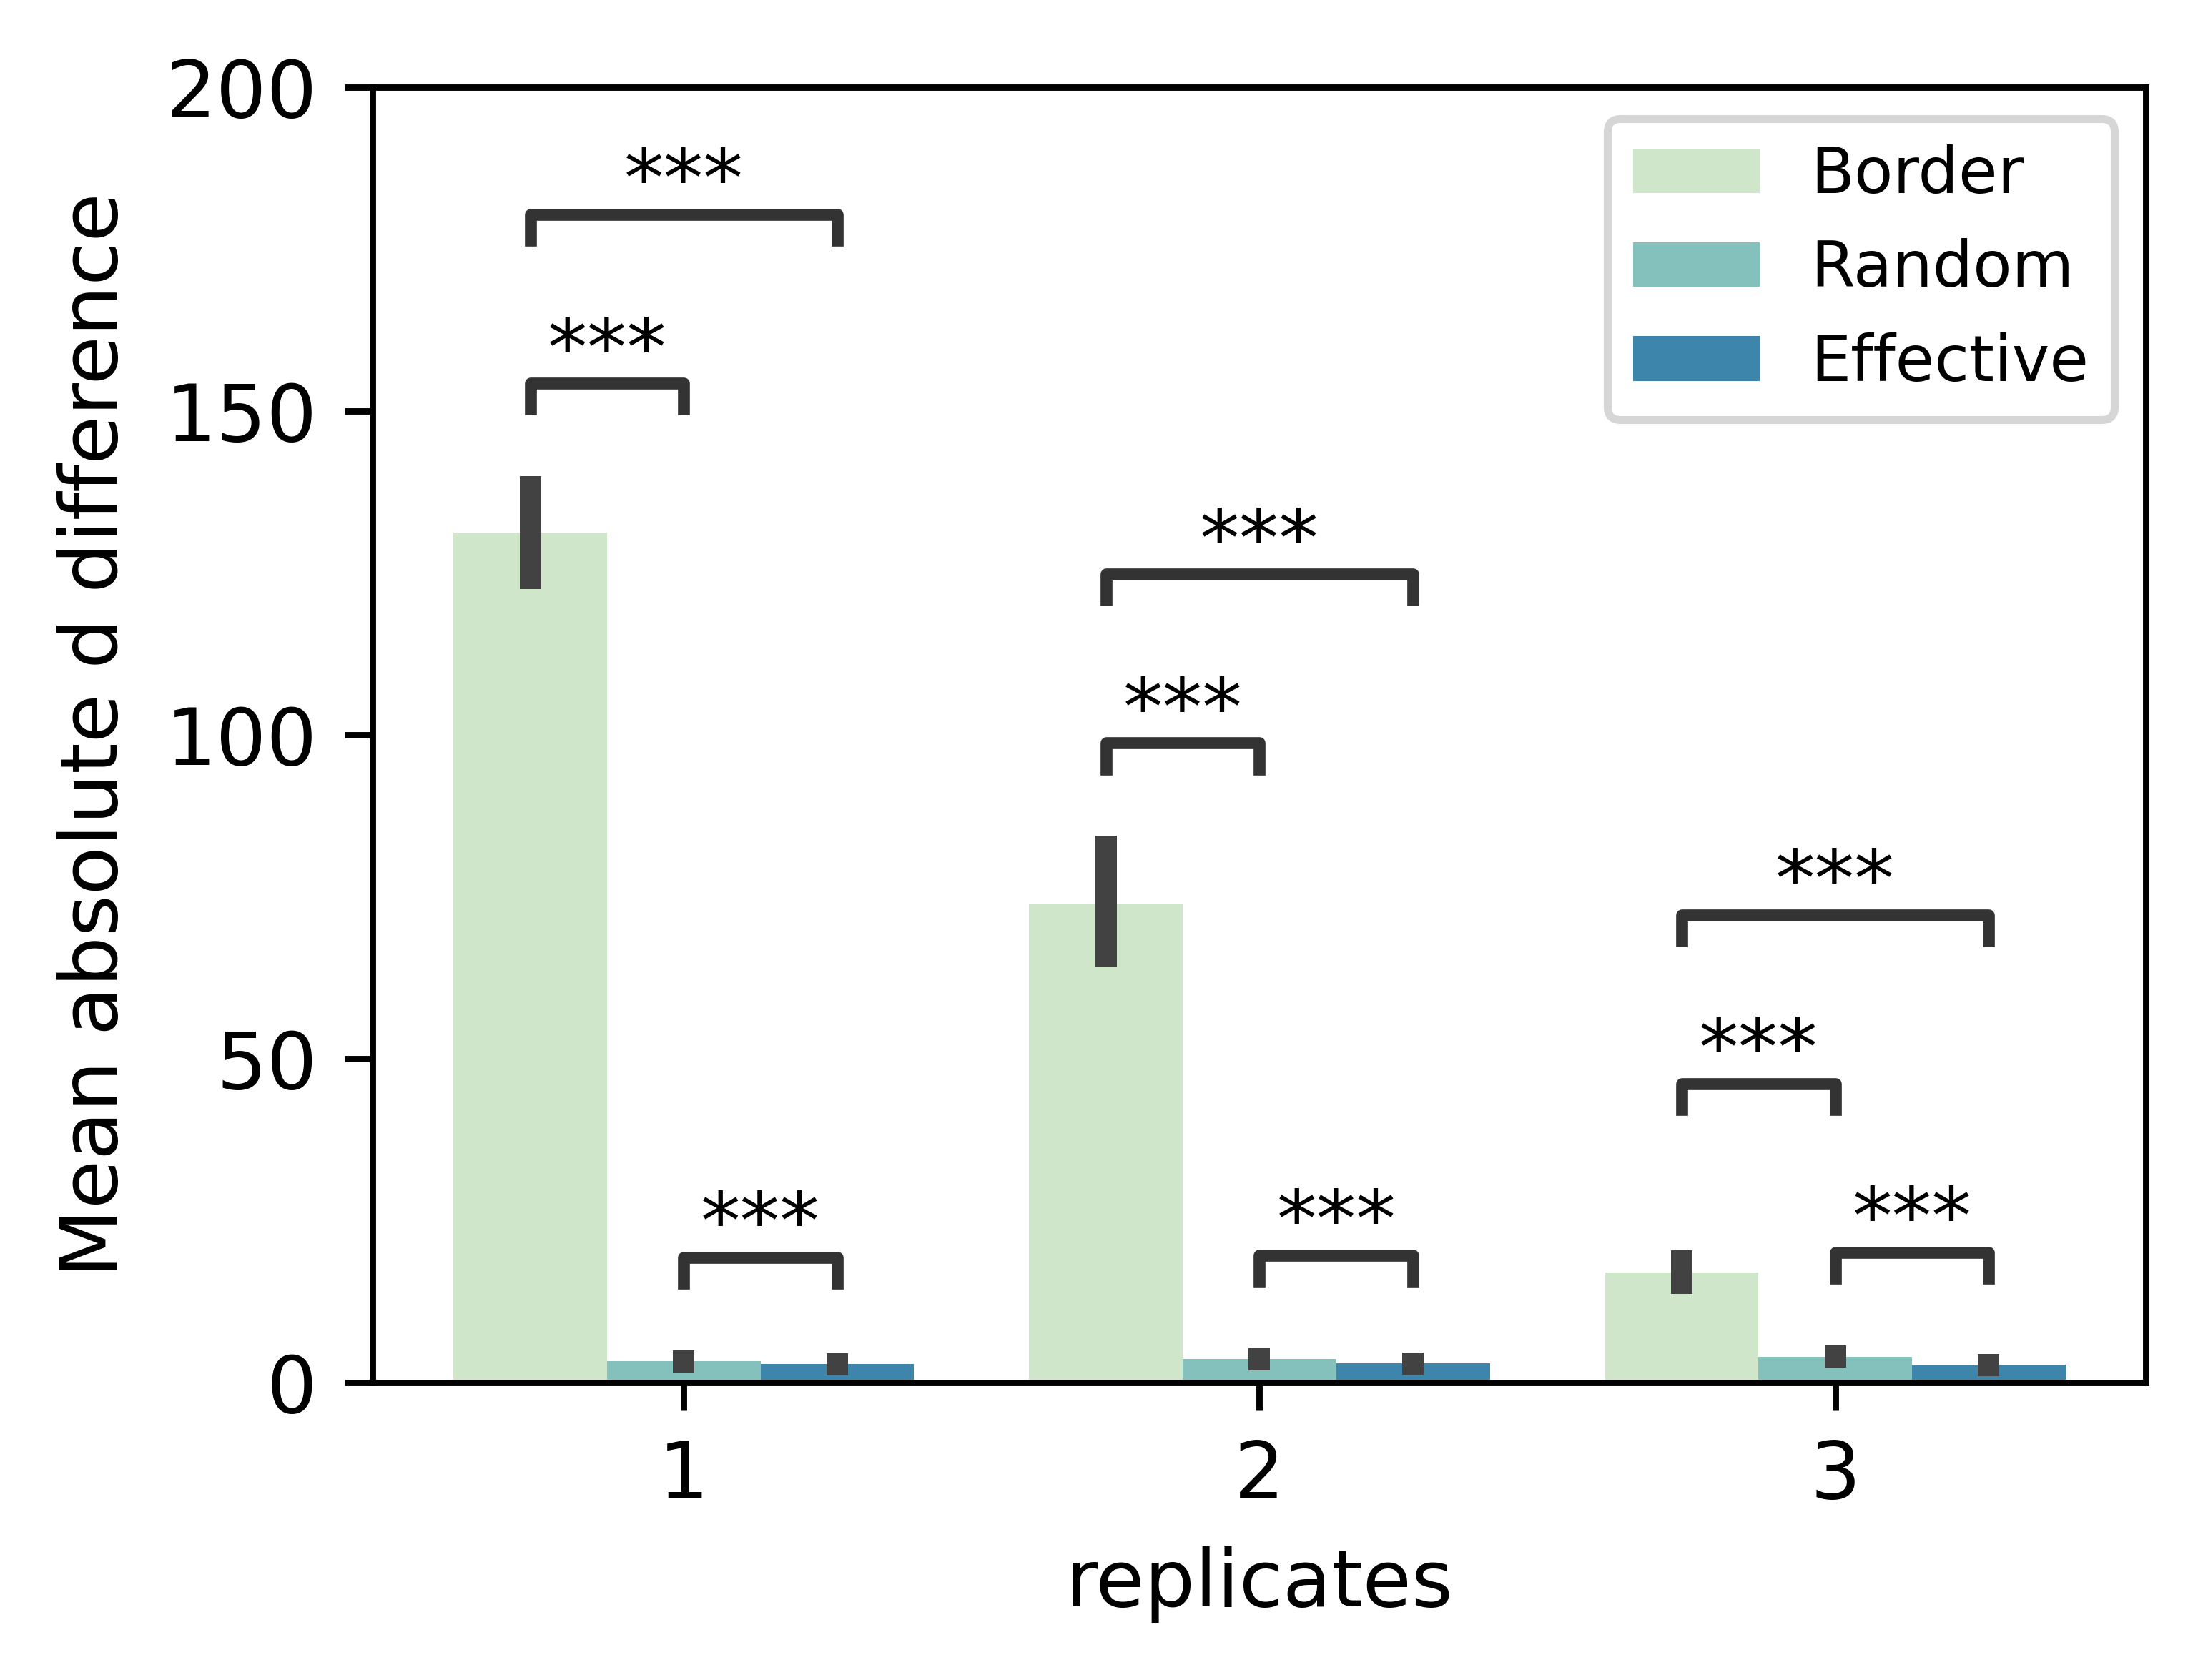 Mean absolute d difference
200
150
100
50
0
***
***
***
***
***
***
***
***
***
Border
Random
Effective
1 2 3
replicates